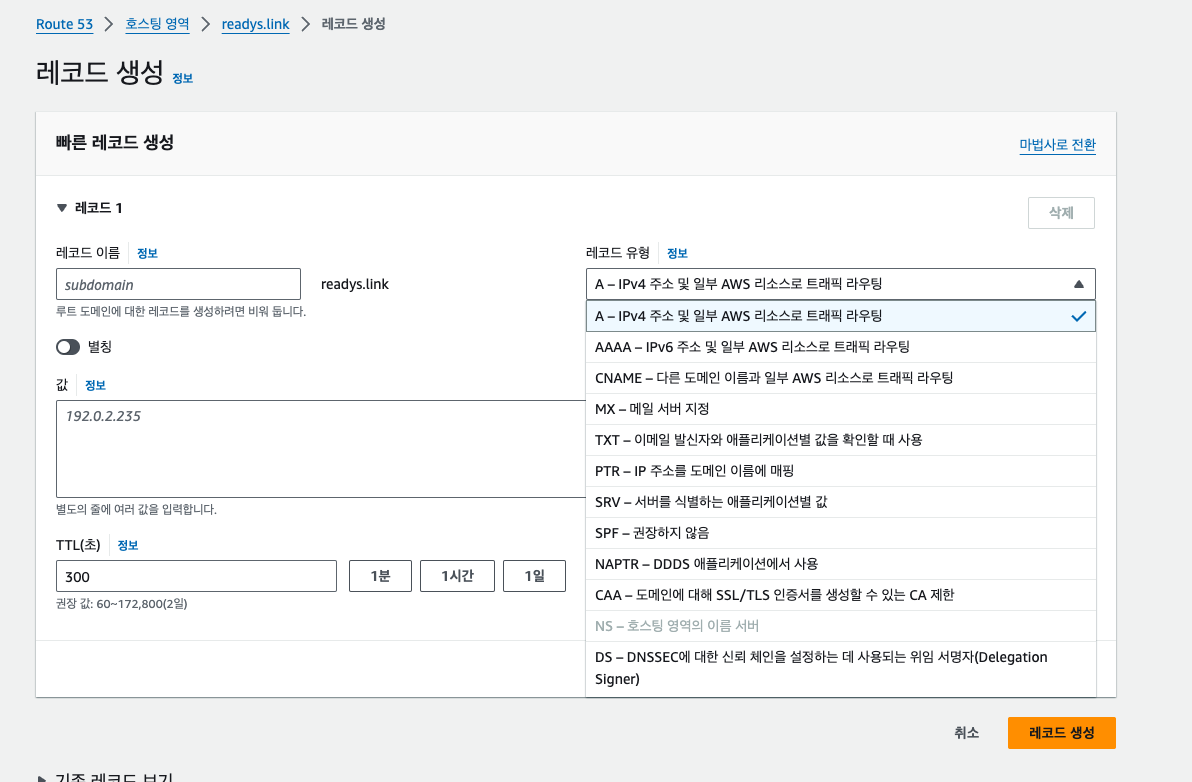 Route 53 > 호스팅 영역 > readys.link > 레코드 생성
레코드 생성 정보
빠른 레코드 생성
마법사로 전환
레코드 1
삭제
레코드 이름 정보
subdomain
readys.link
루트 도메인에 대한 레코드를 생성하려면 비워 둡니다.
별칭
값 정보
192.0.2.235
별도의 줄에 여러 값을 입력합니다.
TTL(초) 정보
300
1분
1시간
1일
권장 값: 60~172,800(2일)
레코드 유형 정보
A – IPv4 주소 및 일부 AWS 리소스로 트래픽 라우팅
A – IPv4 주소 및 일부 AWS 리소스로 트래픽 라우팅
AAAA – IPv6 주소 및 일부 AWS 리소스로 트래픽 라우팅
CNAME – 다른 도메인 이름과 일부 AWS 리소스로 트래픽 라우팅
MX – 메일 서버 지정
TXT – 이메일 발신자와 애플리케이션별 값을 확인할 때 사용
PTR – IP 주소를 도메인 이름에 매핑
SRV – 서버를 식별하는 애플리케이션별 값
SPF – 권장하지 않음
NAPTR – DDDS 애플리케이션에서 사용
CAA – 도메인에 대해 SSL/TLS 인증서를 생성할 수 있는 CA 제한
NS – 호스팅 영역의 이름 서버
DS – DNSSEC에 대한 신뢰 체인을 설정하는 데 사용되는 위임 서명자(Delegation
Signer)
취소
레코드 생성
기존 레코드 보기